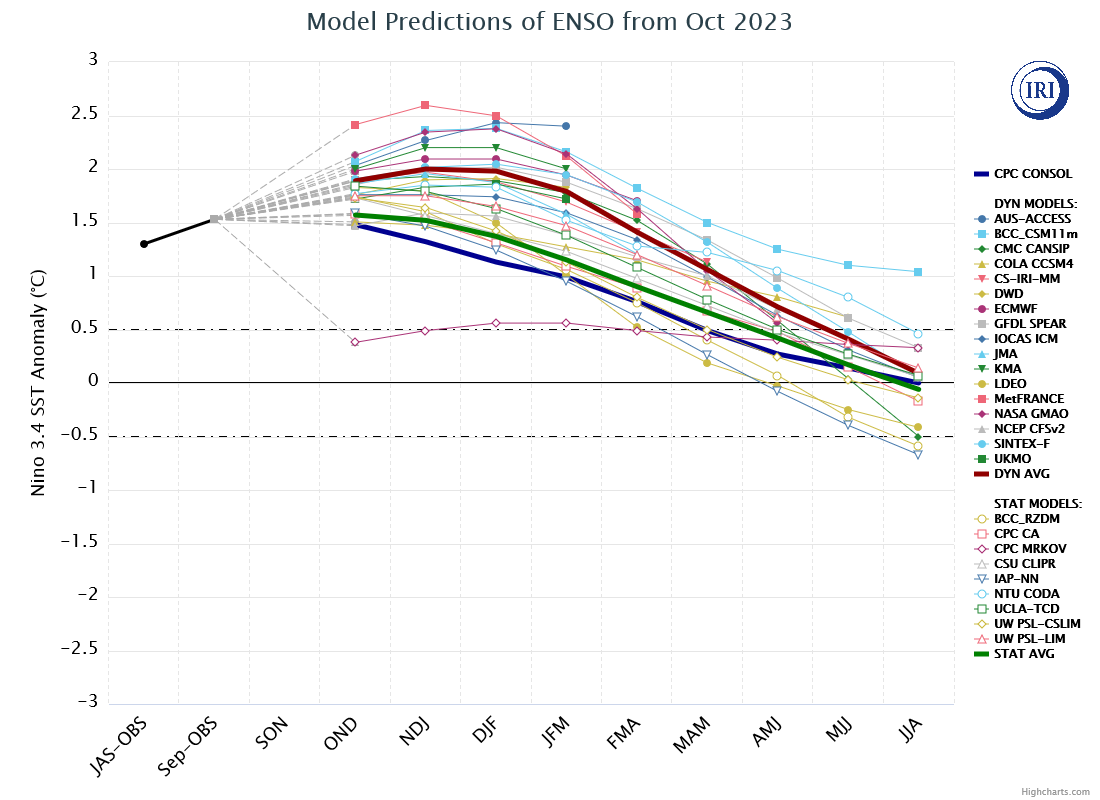 Model Predictions of ENSO from Oct 2023
Nino 3.4 SST Anomaly (°C)
3
2.5
2
1.5
1
0.5
0
−0.5
−1
−1.5
−2
−2.5
−3
JAS-OBS
Sep-OBS
SON
OND
NDJ
DJF
JFM
FMA
MAM
AMJ
MJJ
JJA
IRI
CPC CONSOL
DYN MODELS:
AUS-ACCESS
BCC_CSM11m
CMC CANSIP
COLA CCSM4
CS-IRI-MM
DWD
ECMWF
GFDL SPEAR
IOCAS ICM
JMA
KMA
LDEO
MetFRANCE
NASA GMAO
NCEP CFSv2
SINTEX-F
UKMO
DYN AVG
STAT MODELS:
BCC_RZDM
CPC CA
CPC MRKOV
CSU CLIPR
IAP-NN
NTU CODA
UCLA-TCD
UW PSL-CSLIM
UW PSL-LIM
STAT AVG
Highcharts.com